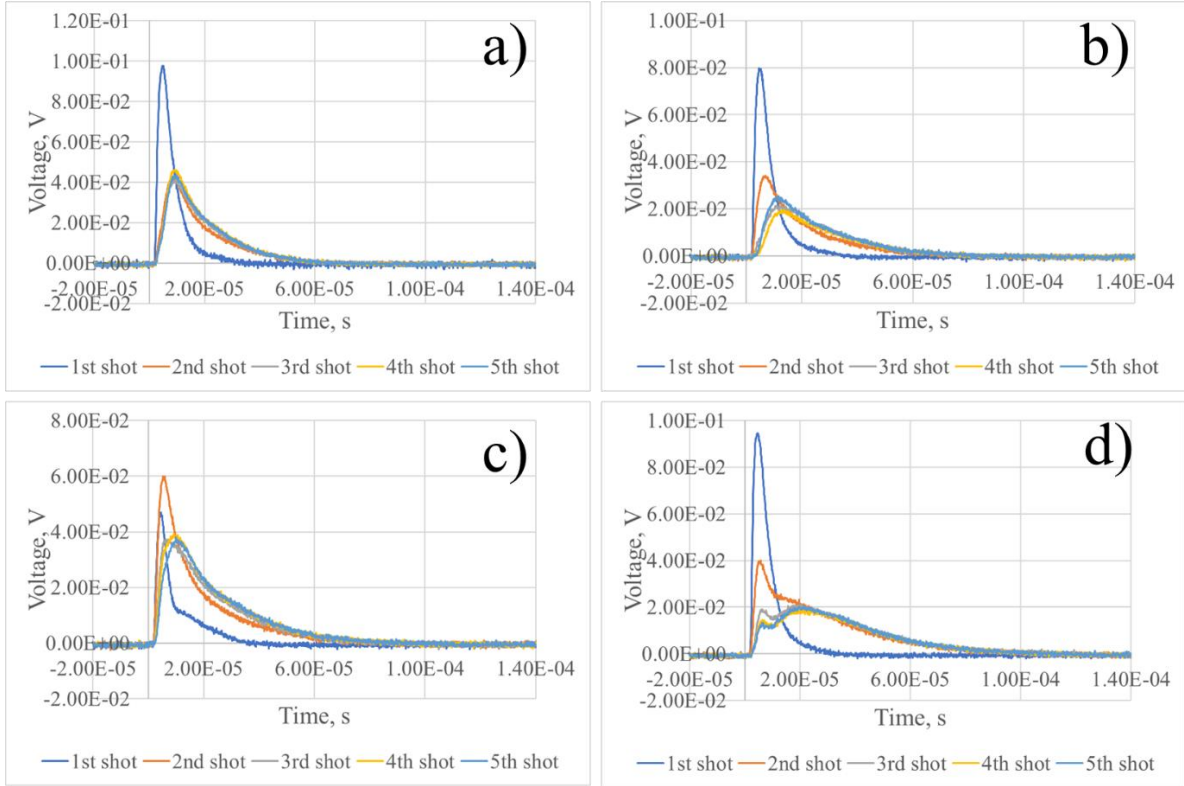 a)
1.20E-01
1.00E-01
8.00E-02
6.00E-02
4.00E-02
2.00E-02
0.00E+00
-2.00E-02
Voltage, V
-2.00E-05 2.00E-05 6.00E-05 1.00E-04 1.40E-04
Time, s
1st shot 2nd shot 3rd shot 4th shot 5th shot
b)
1.00E-01
8.00E-02
6.00E-02
4.00E-02
2.00E-02
0.00E+00
-2.00E-02
Voltage, V
-2.00E-05 2.00E-05 6.00E-05 1.00E-04 1.40E-04
Time, s
1st shot 2nd shot 3rd shot 4th shot 5th shot
c)
8.00E-02
6.00E-02
4.00E-02
2.00E-02
0.00E+00
-2.00E-02
Voltage, V
-2.00E-05 2.00E-05 6.00E-05 1.00E-04 1.40E-04
Time, s
1st shot 2nd shot 3rd shot 4th shot 5th shot
d)
1.00E-01
8.00E-02
6.00E-02
4.00E-02
2.00E-02
0.00E+00
-2.00E-02
Voltage, V
-2.00E-05 2.00E-05 6.00E-05 1.00E-04 1.40E-04
Time, s
1st shot 2nd shot 3rd shot 4th shot 5th shot